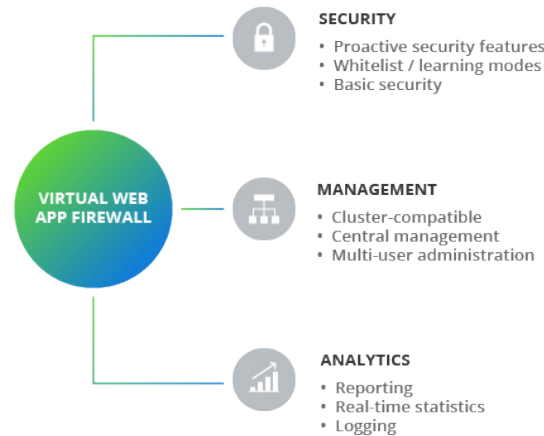 SECURITY
• Proactive security features
• Whitelist / learning modes
• Basic security
VIRTUAL WEB
APP FIREWALL
MANAGEMENT
• Cluster-compatible
• Central management
• Multi-user administration
ANALYTICS
• Reporting
• Real-time statistics
• Logging